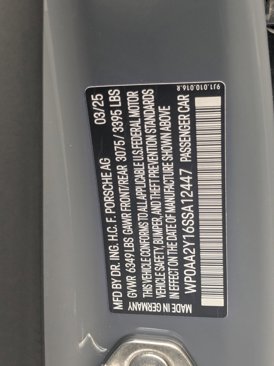 9J1.010.016.R
MFD BY DR. ING. H.C. F. PORSCHE AG 03/25
GVWR 6349 LBS GAWR FRONT/REAR 3075 / 3395 LBS
THIS VEHICLE CONFORMS TO ALL APPLICABLE U.S. FEDERAL MOTOR
VEHICLE SAFETY, BUMPER, AND THEFT PREVENTION STANDARDS
IN EFFECT ON THE DATE OF MANUFACTURE SHOWN ABOVE
WP0AA2Y16SSA12447 PASSENGER CAR
MADE IN GERMANY